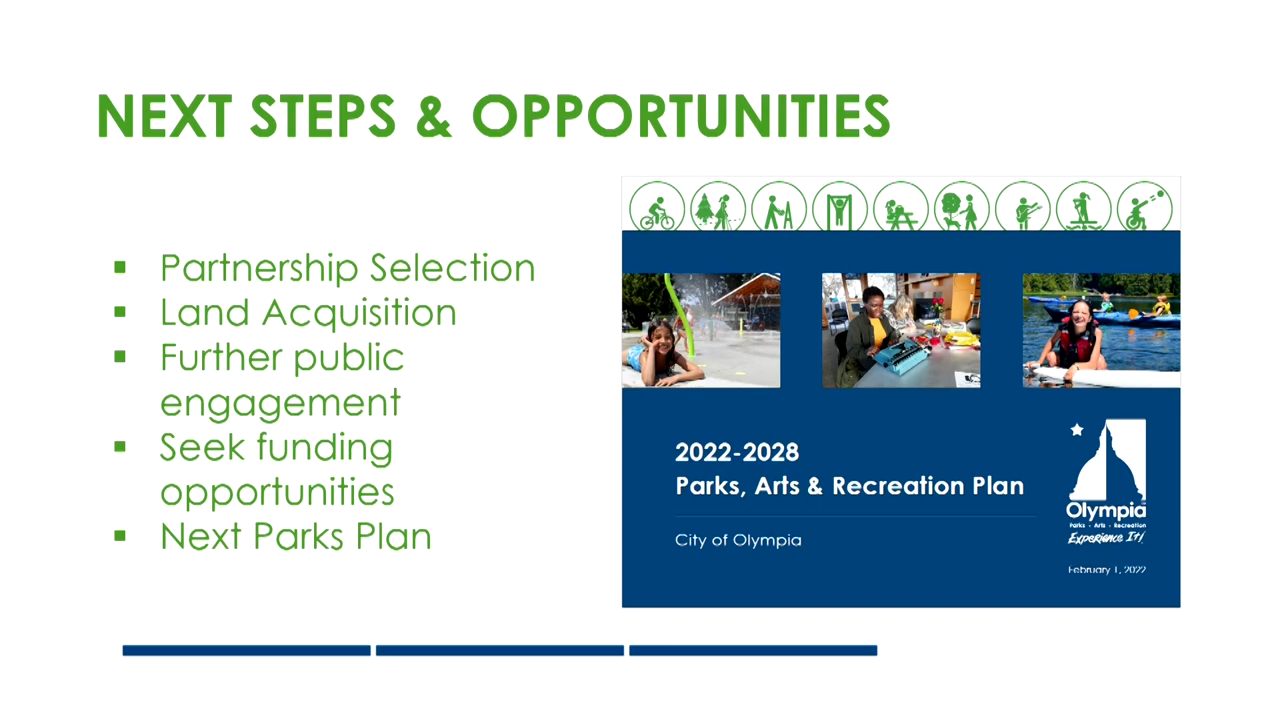 NEXT STEPS & OPPORTUNITIES
▪ Partnership Selection
▪ Land Acquisition
▪ Further public
engagement
▪ Seek funding
opportunities
▪ Next Parks Plan
2022-2028
Parks, Arts & Recreation Plan
City of Olympia
Olympia
Parks • Arts • Recreation
Experience It!
February 1, 2022